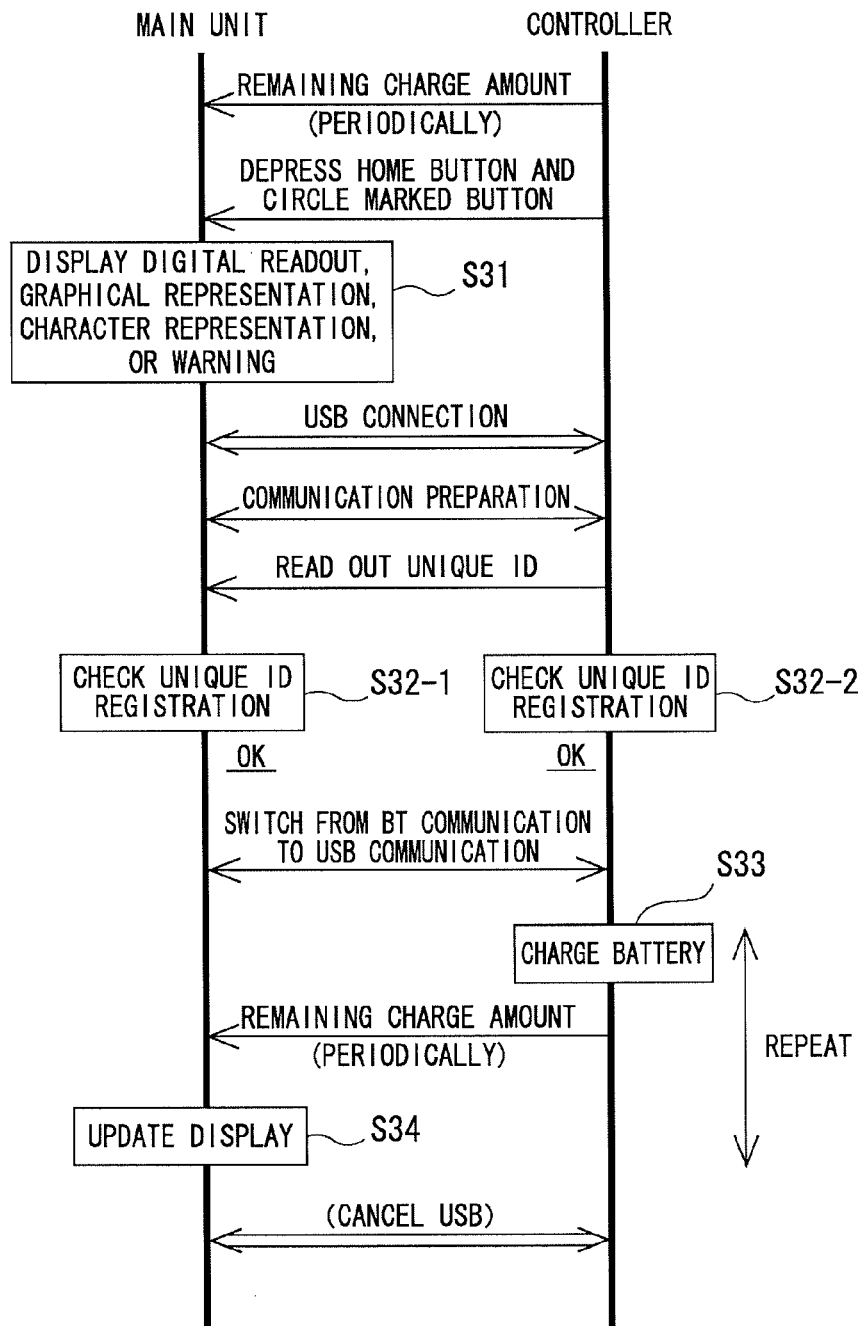 MAIN UNIT
CONTROLLER
REMAINING CHARGE AMOUNT
(PERIODICALLY)
DEPRESS HOME BUTTON AND
CIRCLE MARKED BUTTON
DISPLAY DIGITAL READOUT,
GRAPHICAL REPRESENTATION,
CHARACTER REPRESENTATION,
OR WARNING
S31
USB CONNECTION
COMMUNICATION PREPARATION
READ OUT UNIQUE ID
CHECK UNIQUE ID
REGISTRATION
S32-1
CHECK UNIQUE ID
REGISTRATION
S32-2
OK
OK
SWITCH FROM BT COMMUNICATION
TO USB COMMUNICATION
S33
CHARGE BATTERY
REMAINING CHARGE AMOUNT
(PERIODICALLY)
REPEAT
UPDATE DISPLAY
S34
(CANCEL USB)